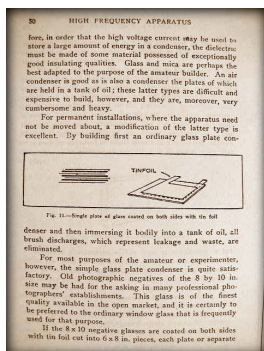 50 HIGH FREQUENCY APPARATUS
fore, in order that the high voltage current may be used to
store a large amount of energy in a condenser, the dielectric
must be made of some material possessed of exceptionally
good insulating qualities. Glass and mica are perhaps the
best adapted to the purpose of the amateur builder. An air
condenser is good as is also a condenser the plates of which
are held in a tank of oil; these latter types are difficult and
expensive to build, however, and they are, moreover, very
cumbersome and heavy.
For permanent installations, where the apparatus need
not be moved about, a modification of the latter type is
excellent. By building first an ordinary glass plate con-
TINFOIL
Fig. 11.—Single plate of glass coated on both sides with tin foil
denser and then immersing it bodily into a tank of oil, all
brush discharges, which represent leakage and waste, are
eliminated.
For most purposes of the amateur or experimenter,
however, the simple glass plate condenser is quite satis-
factory. Old photographic negatives of the 8 by 10 in.
size may be had for the asking in many professional pho-
tographers' establishments. This glass is of the finest
quality available in the open market, and it is certainly to
be preferred to the ordinary window glass that is frequently
used for that purpose.
If the 8 x 10 negative glasses are coated on both sides
with tin foil cut into 6 x 8 in. pieces, each plate or separate